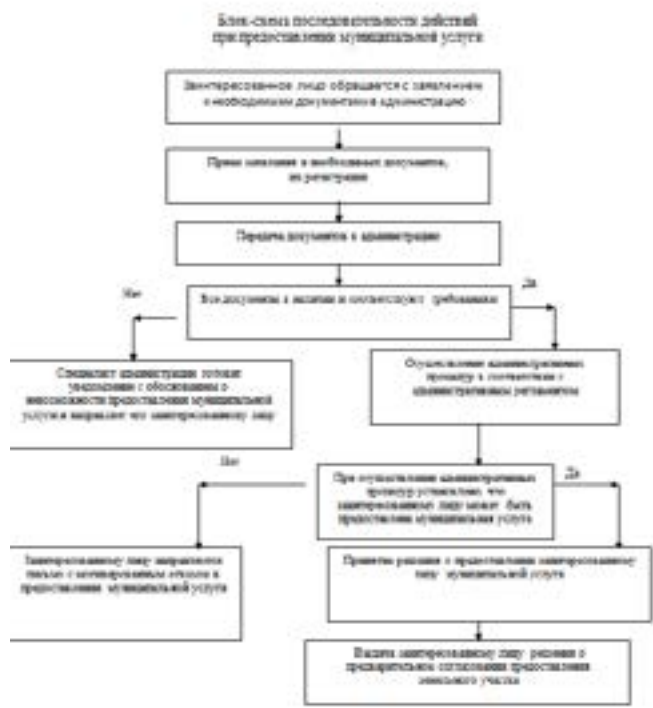 Блок-схема последовательности действий
при предоставлении муниципальной услуги
Заинтересованное лицо обращается с заявлением
и необходимыми документами в администрацию
Прием заявления и необходимых документов,
их регистрация
Передача документов в администрацию
Нет
Да
Все документы в наличии и соответствуют требованиям
Специалист администрации готовит
уведомление с обоснованием о
невозможности предоставления муниципальной
услуги и направляет его заинтересованному лицу
Осуществление административных
процедур в соответствии с
административным регламентом
Нет
Да
При осуществлении административных
процедур установлено, что
заинтересованному лицу может быть
предоставлена муниципальная услуга
Заинтересованному лицу направляется
письмо с мотивированным отказом в
предоставлении муниципальной услуги
Принятие решения о предоставлении заинтересованному
лицу муниципальной услуги
Выдача заинтересованному лицу решения о
предварительном согласовании предоставления
земельного участка